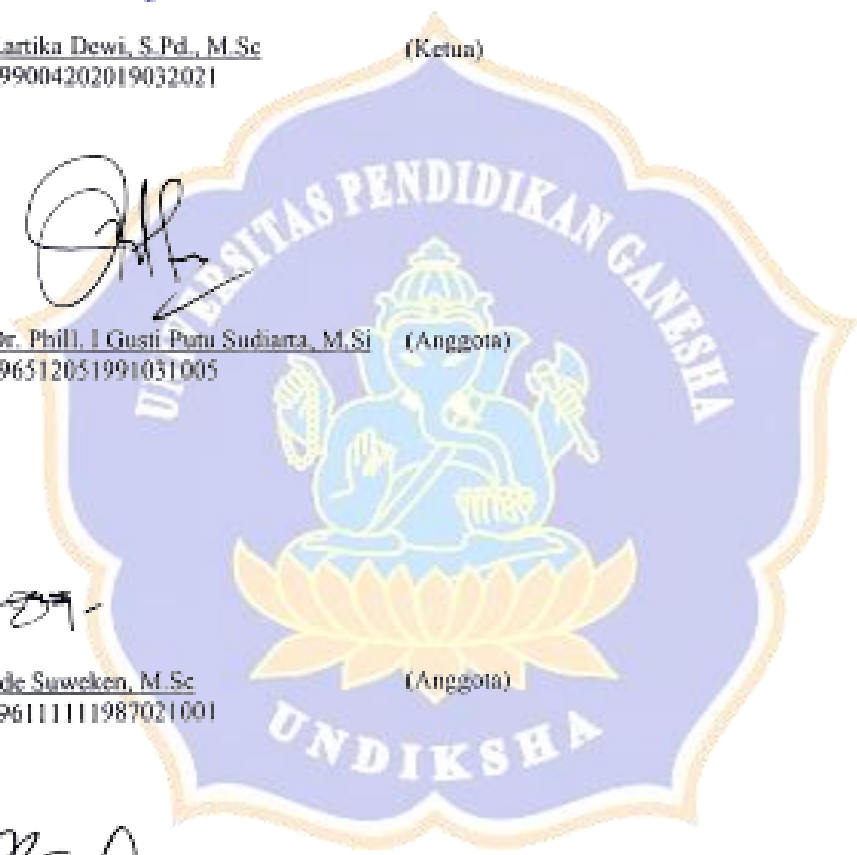 Kartika Dewi, S.Pd., M.Sc (Ketua)
99004202019032021
UNIVERSITAS PENDIDIKAN GANESHA
Dr. Phill. I Gusti Putu Sudiarta, M.Si (Anggota)
96512051991031005
de Suweken, M.Sc (Anggota)
96111111987021001
UNDIKSHA